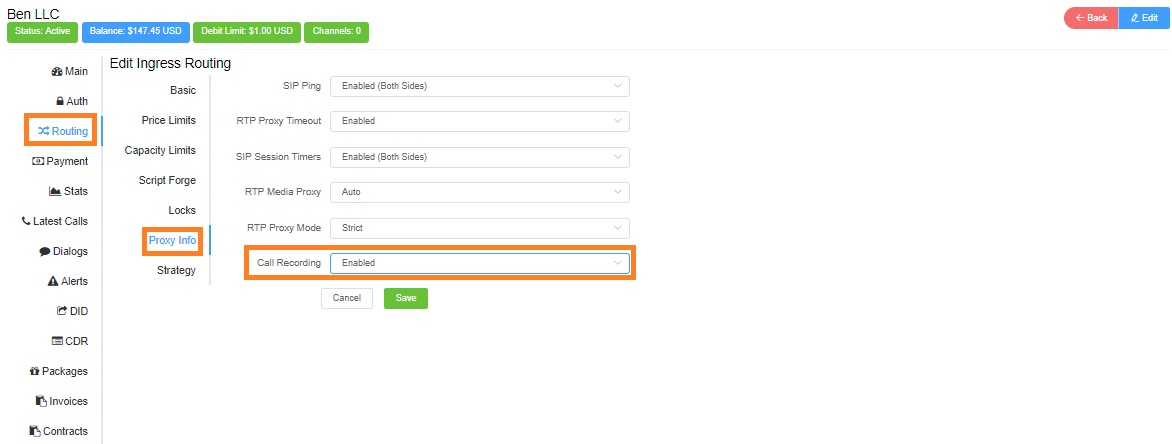 Ben LLC
Status: Active
Balance: $147.45 USD
Debit Limit: $1.00 USD
Channels: 0
Back
Edit
Main
Auth
Routing
Payment
Stats
Latest Calls
Dialogs
Alerts
DID
CDR
Packages
Invoices
Contracts
Edit Ingress Routing
Basic
Price Limits
Capacity Limits
Script Forge
Locks
Proxy Info
Strategy
SIP Ping Enabled (Both Sides)
RTP Proxy Timeout Enabled
SIP Session Timers Enabled (Both Sides)
RTP Media Proxy Auto
RTP Proxy Mode Strict
Call Recording Enabled
Cancel
Save